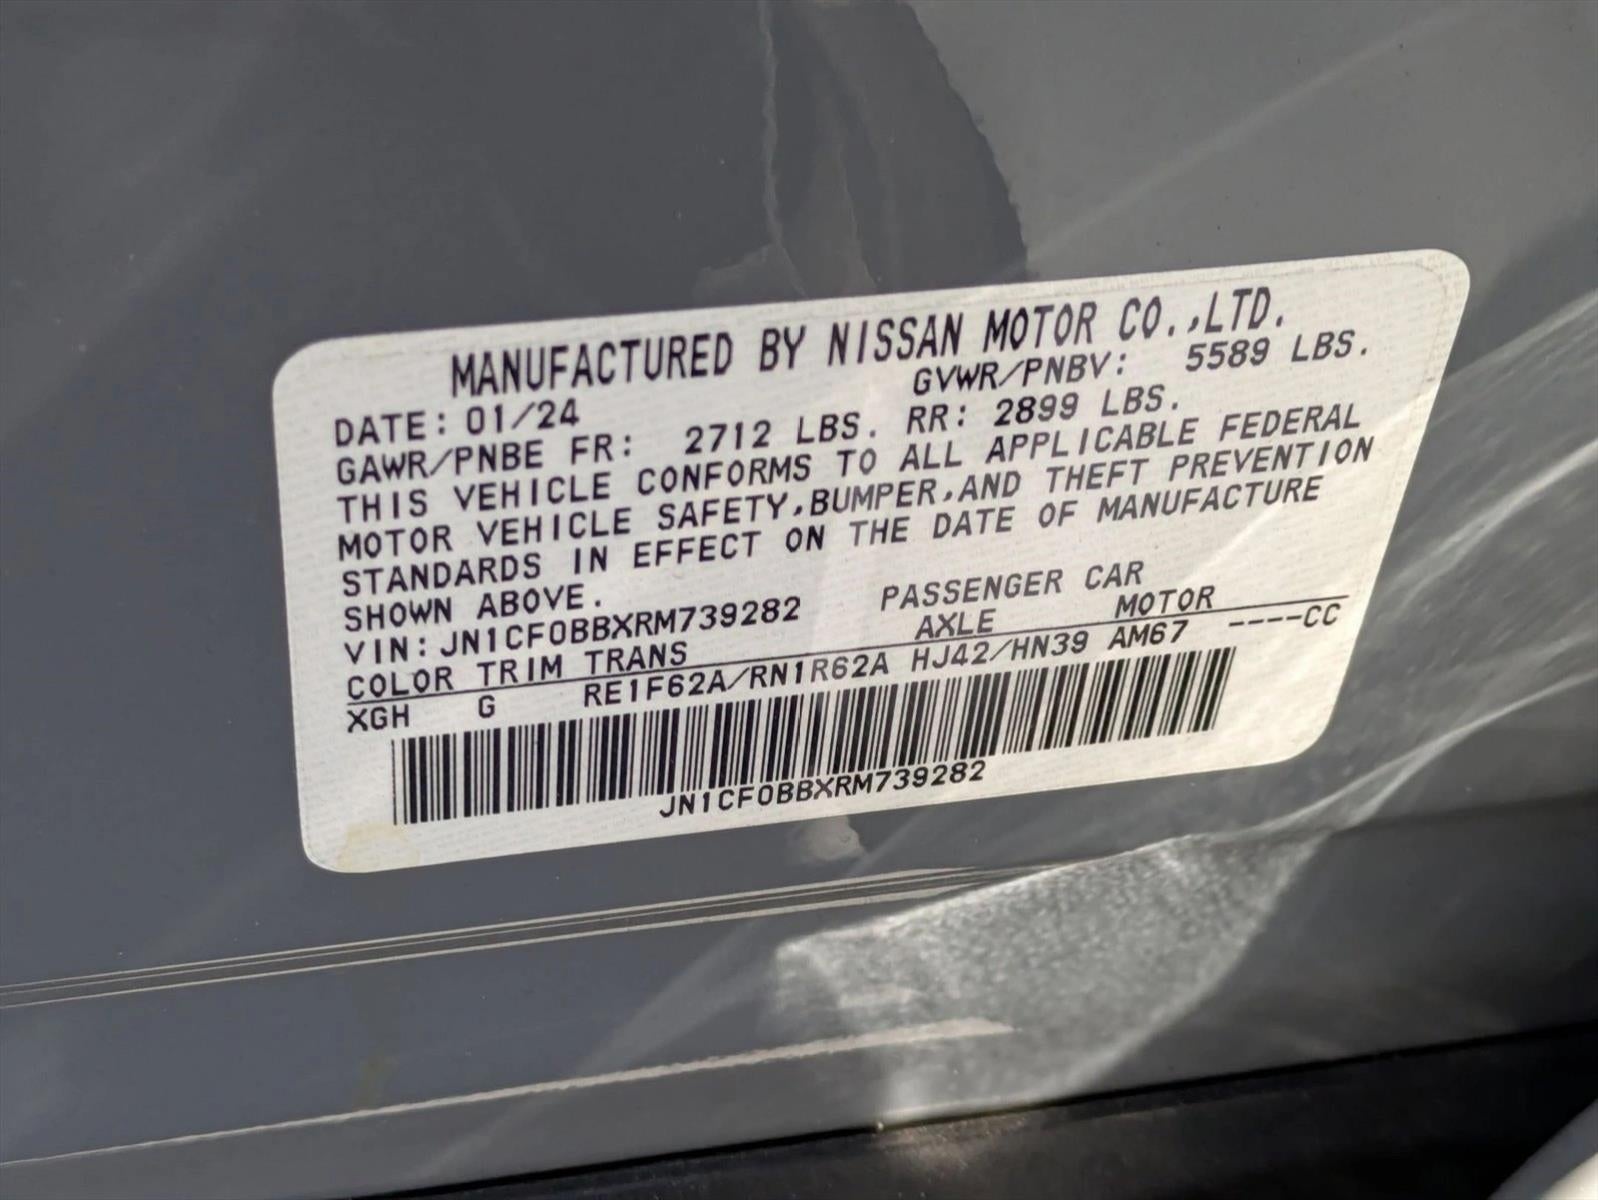 MANUFACTURED BY NISSAN MOTOR CO.,LTD.
DATE: 01/24 GVWR/PNBV: 5589 LBS.
GAWR/PNBE FR: 2712 LBS. RR: 2899 LBS.
THIS VEHICLE CONFORMS TO ALL APPLICABLE FEDERAL
MOTOR VEHICLE SAFETY,BUMPER,AND THEFT PREVENTION
STANDARDS IN EFFECT ON THE DATE OF MANUFACTURE
SHOWN ABOVE.
VIN:JN1CF0BBXRM739282 PASSENGER CAR
COLOR TRIM TRANS AXLE MOTOR
XGH G RE1F62A/RN1R62A HJ42/HN39 AM67 ----CC
JN1CF0BBXRM739282